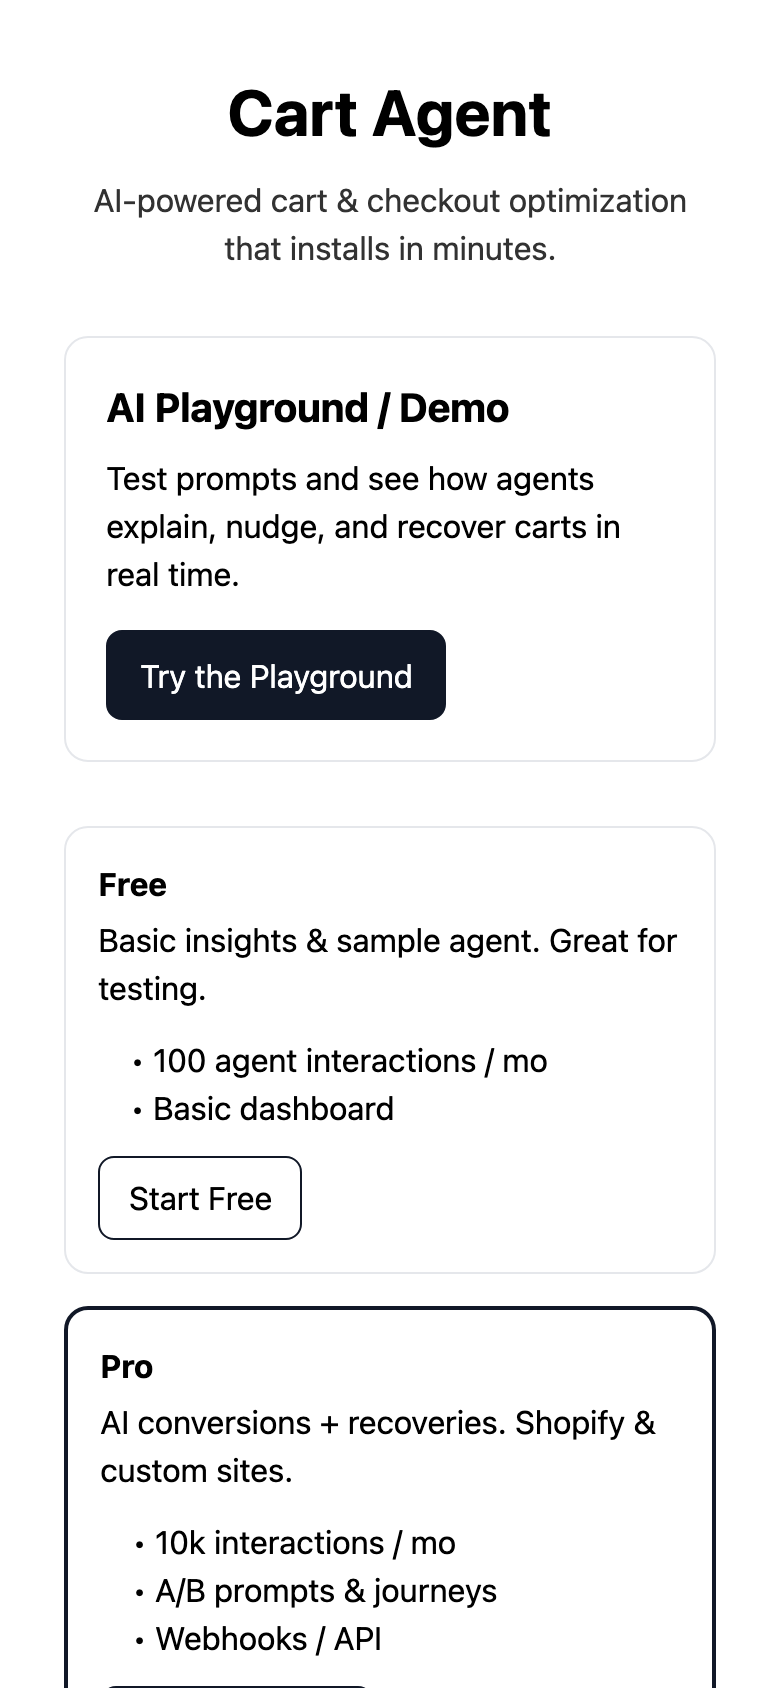 Cart Agent
AI-powered cart & checkout optimization
that installs in minutes.
AI Playground / Demo
Test prompts and see how agents
explain, nudge, and recover carts in
real time.
Try the Playground
Free
Basic insights & sample agent. Great for
testing.
• 100 agent interactions / mo
• Basic dashboard
Start Free
Pro
AI conversions + recoveries. Shopify &
custom sites.
• 10k interactions / mo
• A/B prompts & journeys
• Webhooks / API